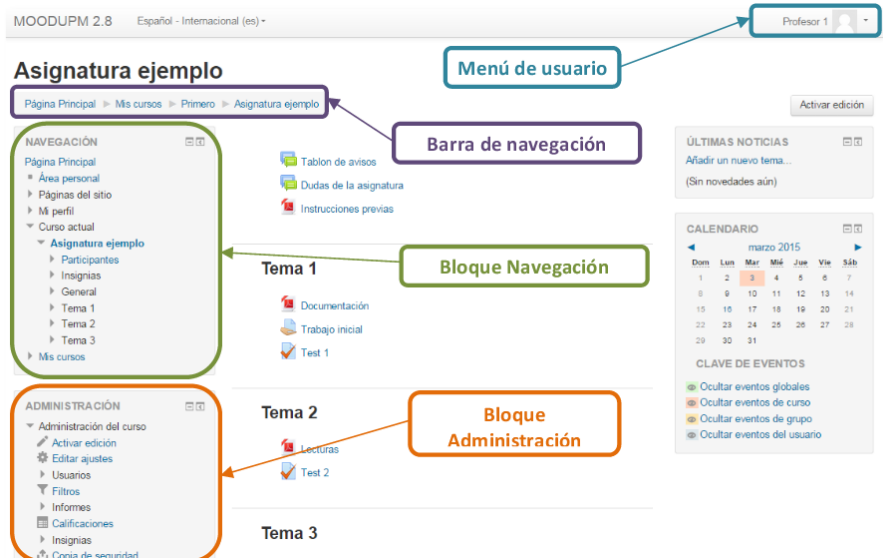 MOODUPM 2.8
Español - Internacional (es)
Profesor 1
Menú de usuario
Asignatura ejemplo
Página Principal Mis cursos Primero Asignatura ejemplo
Activar edición
Barra de navegación
NAVEGACIÓN
Página Principal
Área personal
Páginas del sitio
Mi perfil
Curso actual
Asignatura ejemplo
Participantes
Insignias
General
Tema 1
Tema 2
Tema 3
Mis cursos
ADMINISTRACIÓN
Administración del curso
Activar edición
Editar ajustes
Usuarios
Filtros
Informes
Calificaciones
Insignias
Copia de seguridad
Tablon de avisos
Dudas de la asignatura
Instrucciones previas
Bloque Navegación
Tema 1
Documentación
Trabajo inicial
Test 1
Bloque
Administración
Tema 2
Lecturas
Test 2
Tema 3
ÚLTIMAS NOTICIAS
Añadir un nuevo tema...
(Sin novedades aún)
CALENDARIO
marzo 2015
Dom Lun Mar Mié Jue Vie Sáb
1 2 3 4 5 6 7
8 9 10 11 12 13 14
15 16 17 18 19 20 21
22 23 24 25 26 27 28
29 30 31
CLAVE DE EVENTOS
Ocultar eventos globales
Ocultar eventos de curso
Ocultar eventos de grupo
Ocultar eventos del usuario